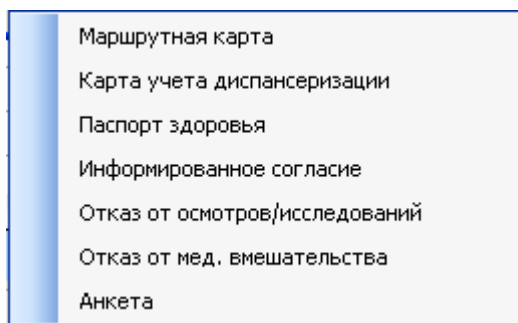 Маршрутная карта
Карта учета диспансеризации
Паспорт здоровья
Информированное согласие
Отказ от осмотров/исследований
Отказ от мед. вмешательства
Анкета